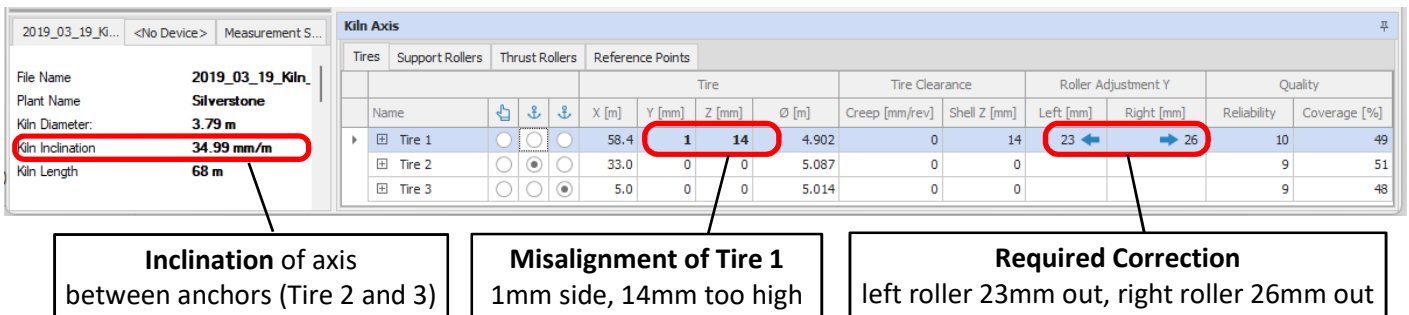 2019_03_19_Ki... <No Device> Measurement S...
File Name 2019_03_19_Kiln_
Plant Name Silverstone
Kiln Diameter: 3.79 m
Kiln Inclination 34.99 mm/m
Kiln Length 68 m
Kiln Axis
Tires Support Rollers Thrust Rollers Reference Points
Tire Tire Clearance Roller Adjustment Y Quality
Name X [m] Y [mm] Z [mm] Ø [m] Creep [mm/rev] Shell Z [mm] Left [mm] Right [mm] Reliability Coverage [%]
Tire 1 58.4 1 14 4.902 0 14 23 26 10 49
Tire 2 33.0 0 0 5.087 0 0 9 51
Tire 3 5.0 0 0 5.014 0 0 9 48
Inclination of axis
between anchors (Tire 2 and 3)
Misalignment of Tire 1
1mm side, 14mm too high
Required Correction
left roller 23mm out, right roller 26mm out